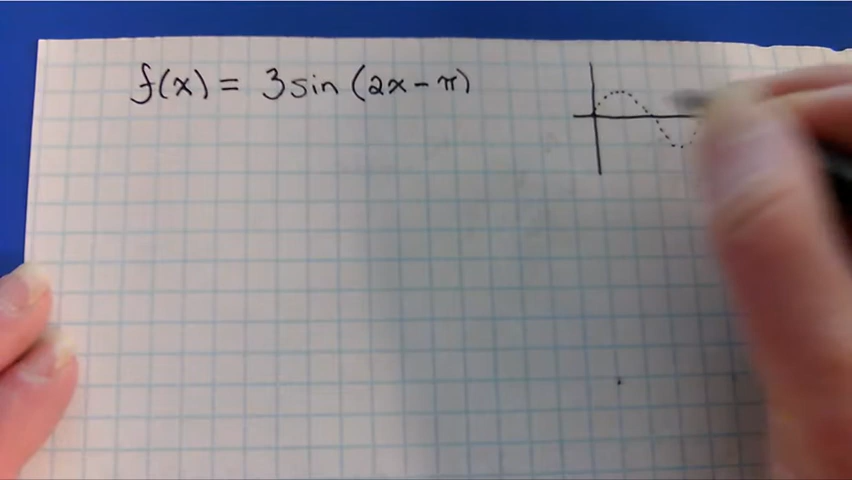 f(x) = 3sin (2x - π)